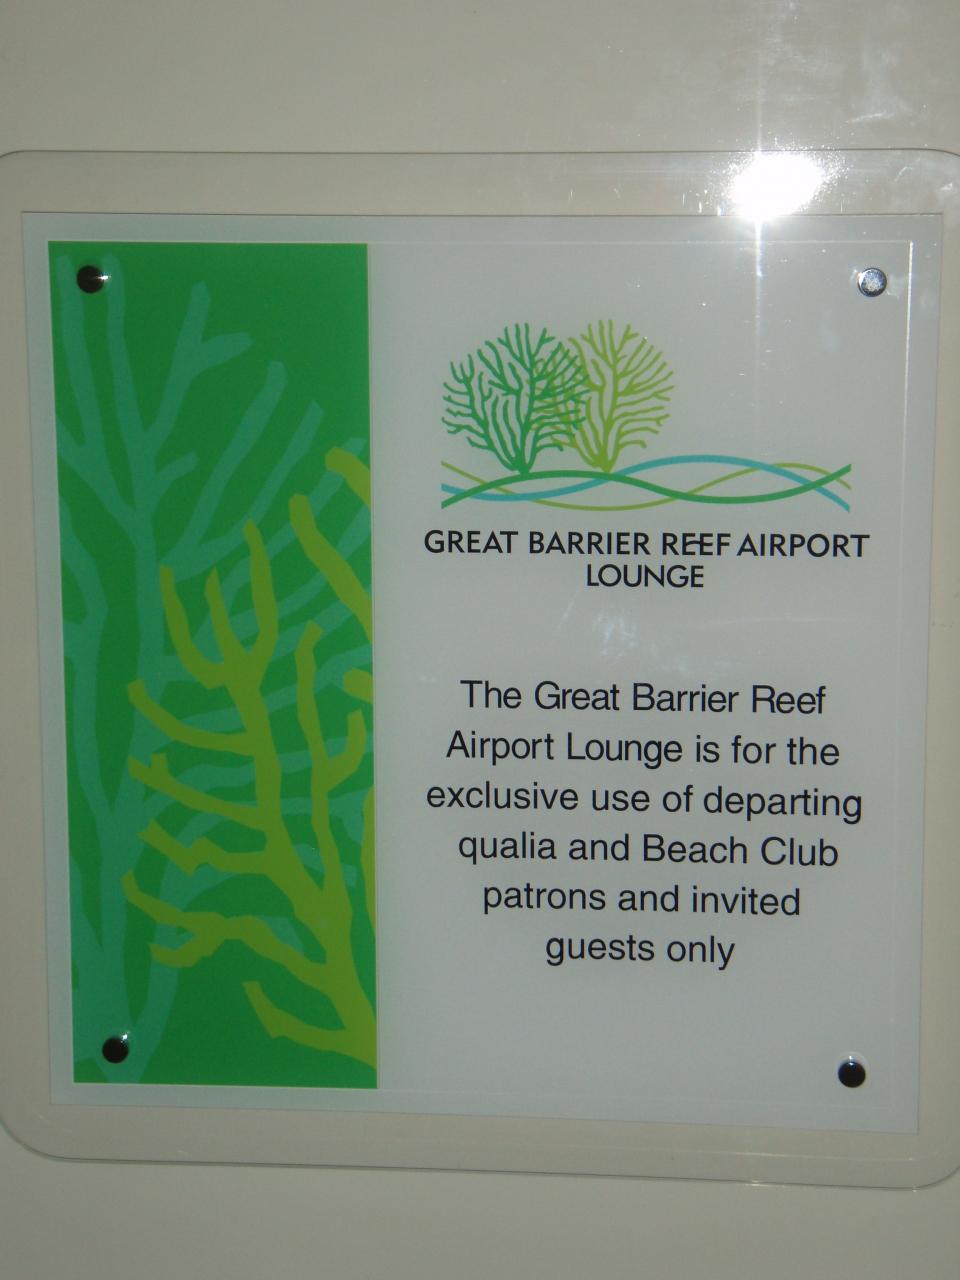 GREAT BARRIER REEF AIRPORT
LOUNGE
The Great Barrier Reef
Airport Lounge is for the
exclusive use of departing
qualia and Beach Club
patrons and invited
guests only